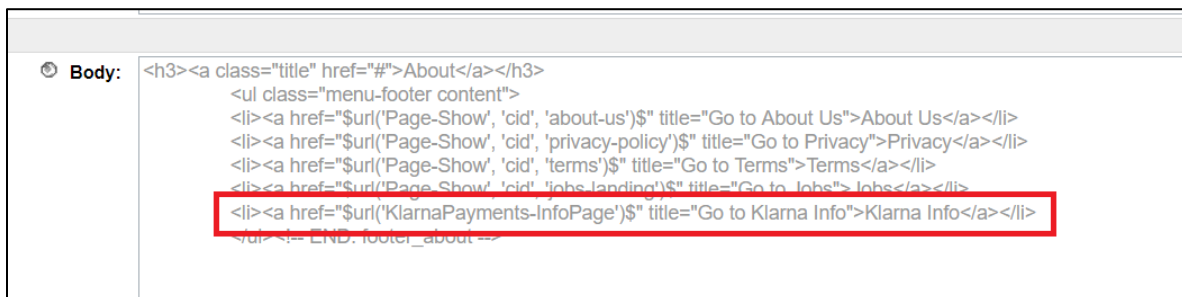 Body:
<h3><a class="title" href="#">About</a></h3>
<ul class="menu-footer content">
<li><a href="$url('Page-Show', 'cid', 'about-us')$" title="Go to About Us">About Us</a></li>
<li><a href="$url('Page-Show', 'cid', 'privacy-policy')$" title="Go to Privacy">Privacy</a></li>
<li><a href="$url('Page-Show', 'cid', 'terms')$" title="Go to Terms">Terms</a></li>
<li><a href="$url('Page-Show', 'cid', 'jobs-landing')$" title="Go to Jobs">Jobs</a></li>
<li><a href="$url('KlarnaPayments-InfoPage')$" title="Go to Klarna Info">Klarna Info</a></li>
</ul><!-- END: footer_about -->